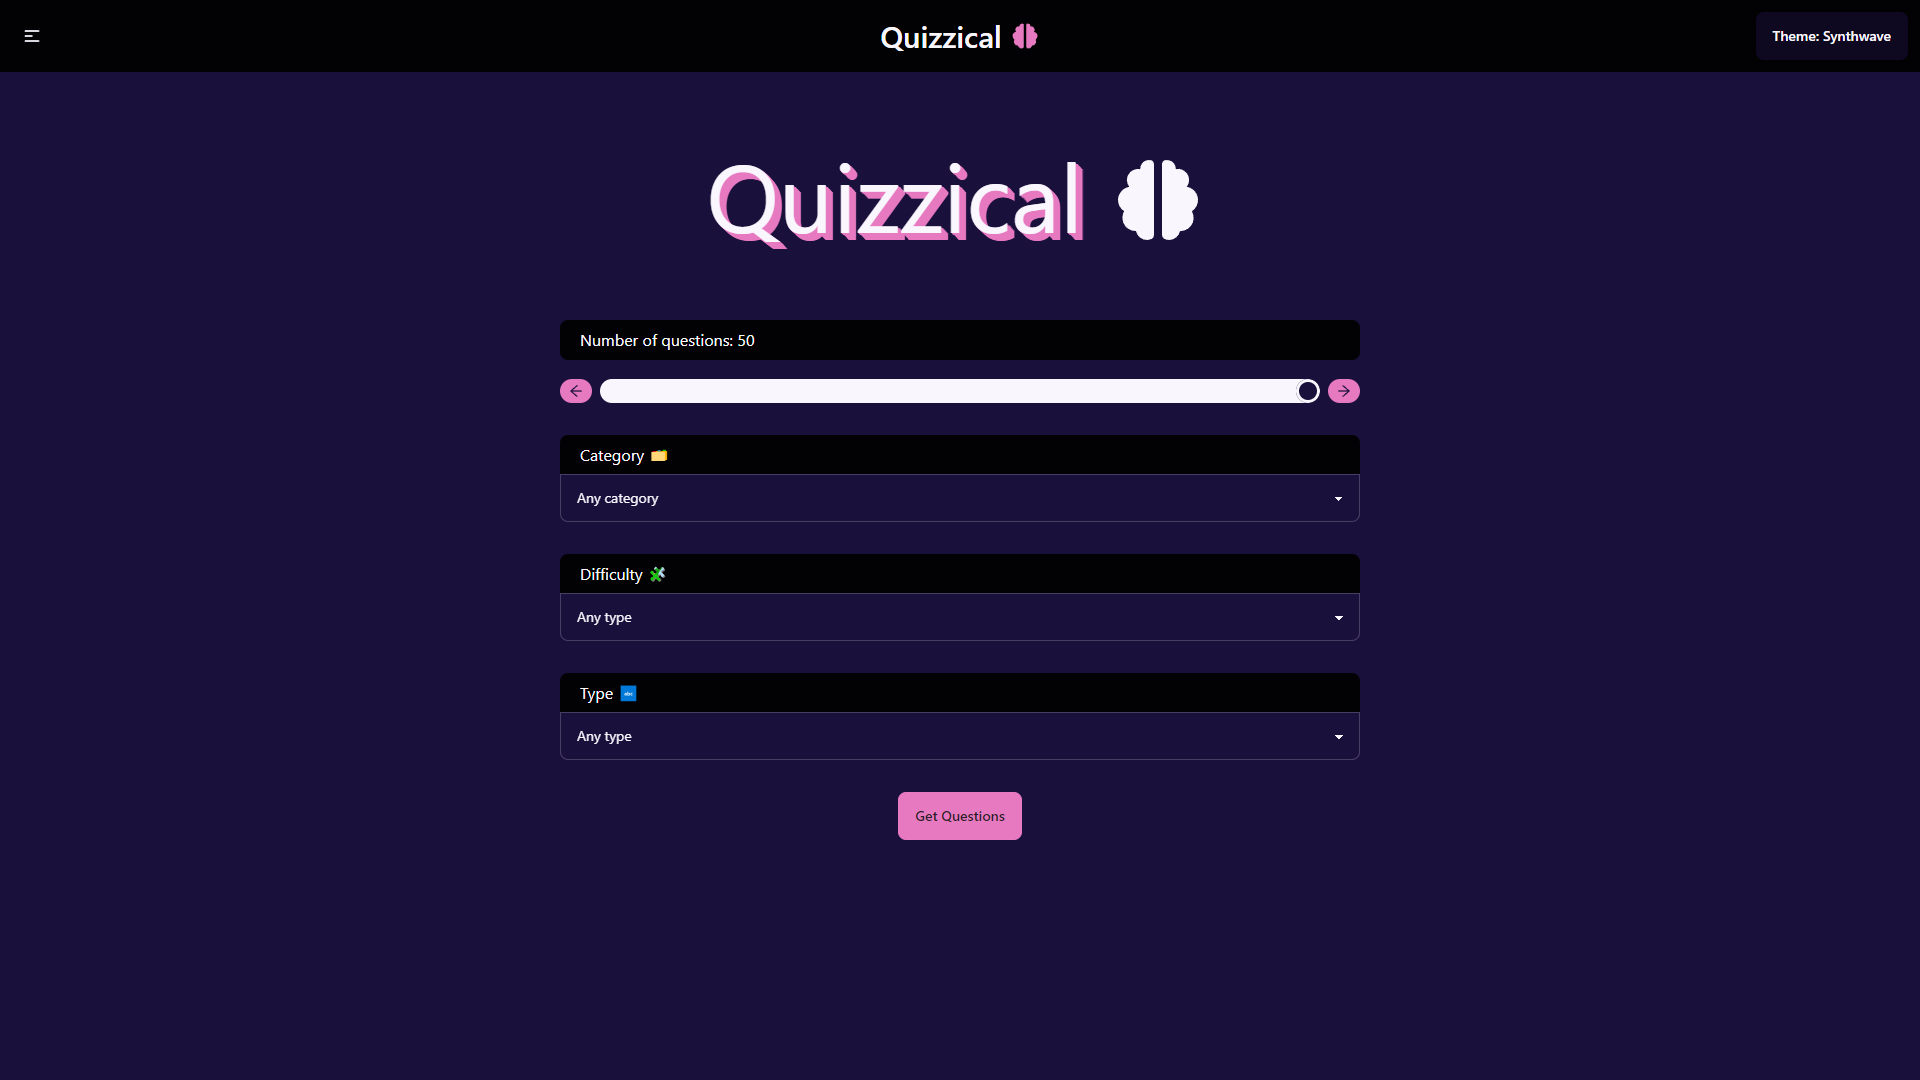 Quizzical
Theme: Synthwave
Quizzical
Number of questions: 50
Category
Any category
Difficulty
Any type
Type
Any type
Get Questions